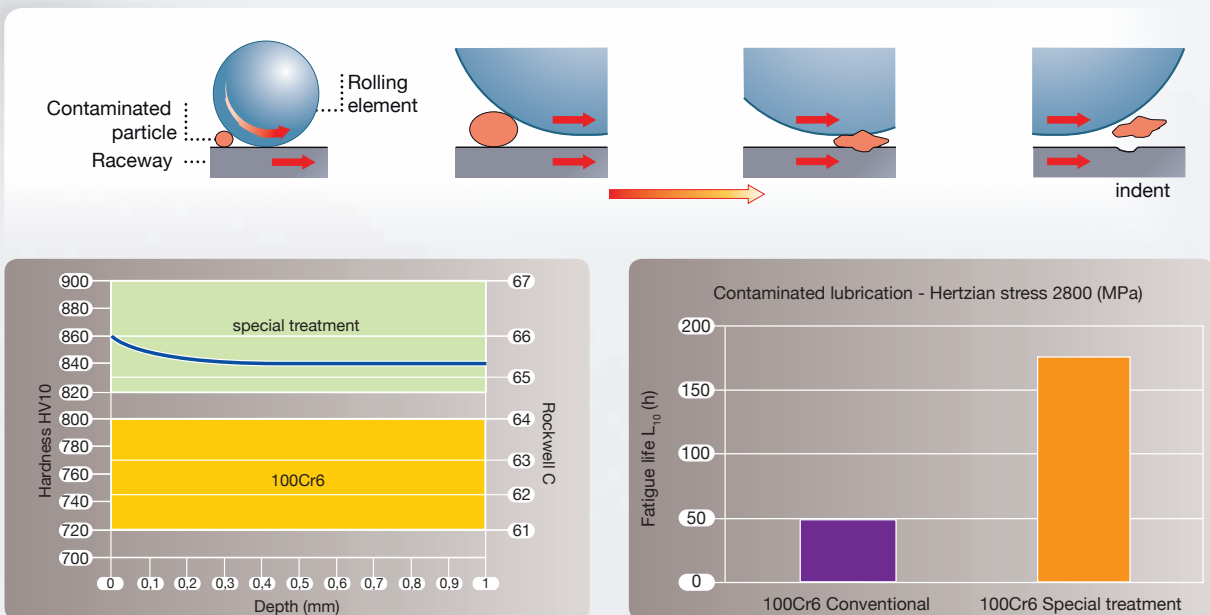 Contaminated
particle
Raceway
Rolling
element
indent
900
880
860
840
820
800
780
760
740
720
700
Hardness HV10
special treatment
100Cr6
67
66
65
64
63
62
61
Rockwell C
0 0,1 0,2 0,3 0,4 0,5 0,6 0,7 0,8 0,9 1
Depth (mm)
Contaminated lubrication - Hertzian stress 2800 (MPa)
200
150
100
50
0
Fatigue life L₁₀ (h)
100Cr6 Conventional 100Cr6 Special treatment